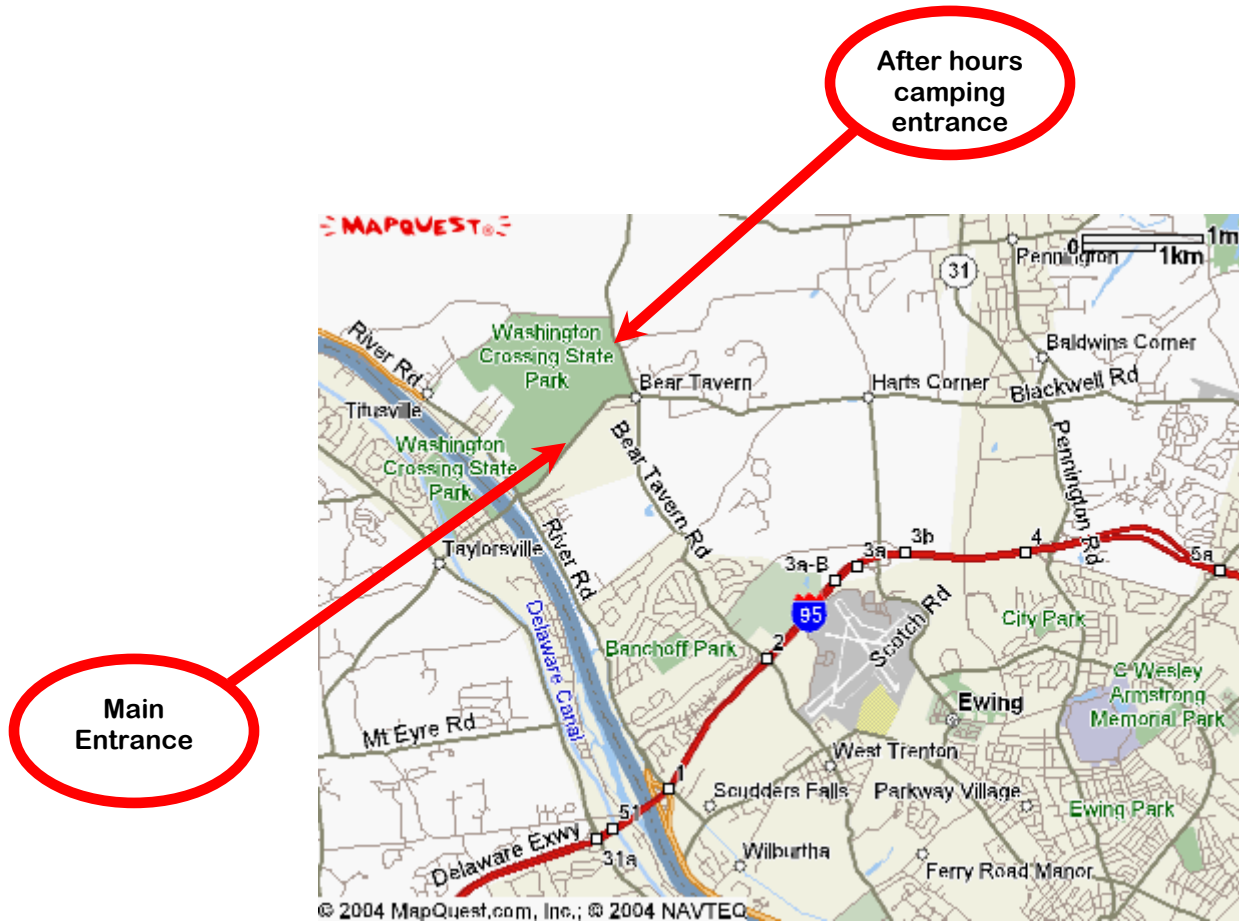 After hours
camping
entrance
MAPQUEST®
Pennington
0
1m
1km
31
River Rd
Washington
Crossing State
Park
Titusville
Bear Tavern
Harts Corner
Baldwins Corner
Blackwell Rd
Washington
Crossing State
Park
Bear Tavern Rd
Pennington Rd
Taylorsville
River Rd
3a-B
3a
3b
4
5a
95
Scotch Rd
City Park
Delaware Canal
Banchoff Park
2
C Wesley
Armstrong
Memorial Park
Ewing
Main
Entrance
Mt Eyre Rd
West Trenton
1
Scudders Falls
Parkway Village
Ewing Park
51
31a
Delaware Exwy
Wilburtha
Ferry Road Manor
© 2004 MapQuest.com, Inc.; © 2004 NAVTEQ